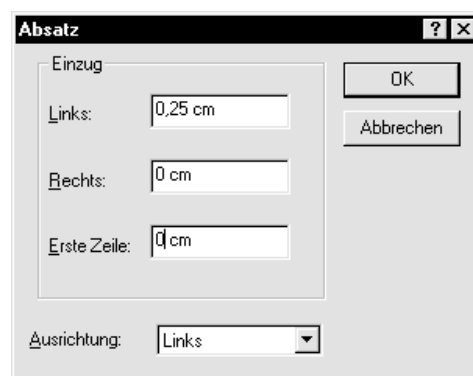 Absatz
Einzug
Links: 0,25 cm
Rechts: 0 cm
Erste Zeile: 0 cm
Ausrichtung: Links
OK
Abbrechen